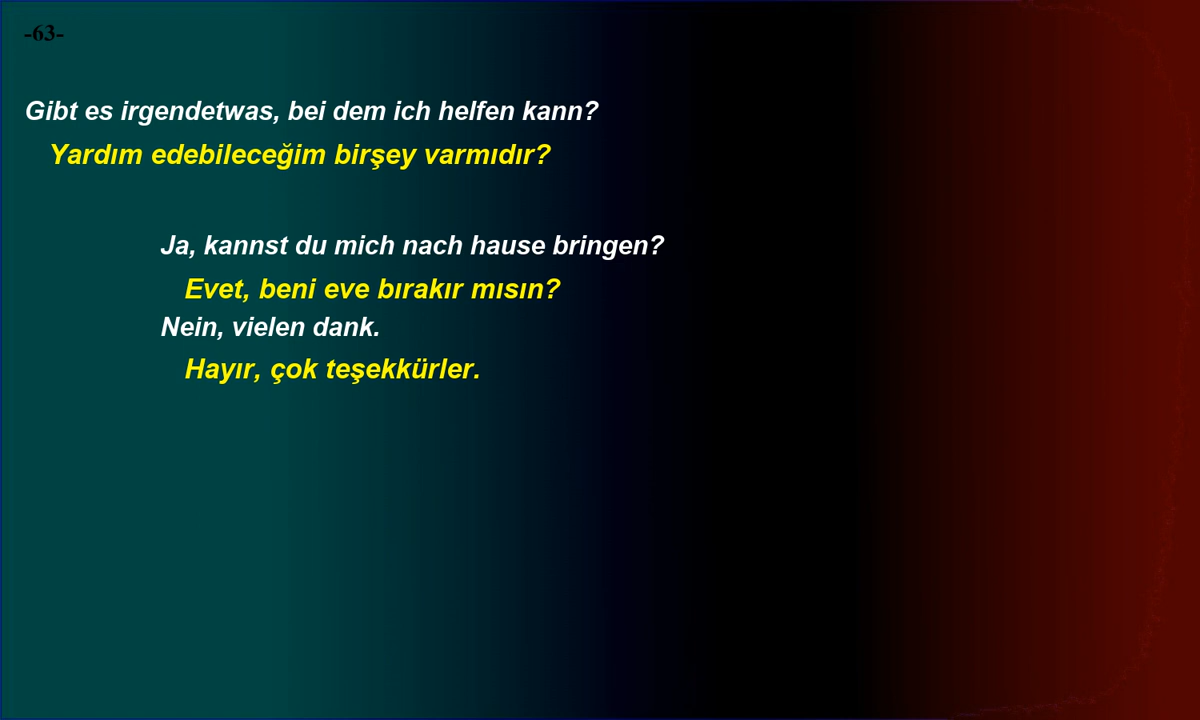 -63-
Gibt es irgendetwas, bei dem ich helfen kann?
Yardım edebileceğim birşey varmıdır?
Ja, kannst du mich nach hause bringen?
Evet, beni eve bırakır mısın?
Nein, vielen dank.
Hayır, çok teşekkürler.